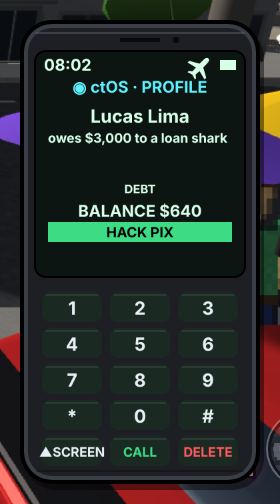 08:02
◉ ctOS · PROFILE
Lucas Lima
owes $3,000 to a loan shark
DEBT
BALANCE $640
HACK PIX
1 2 3
4 5 6
7 8 9
* 0 #
▲SCREEN CALL DELETE